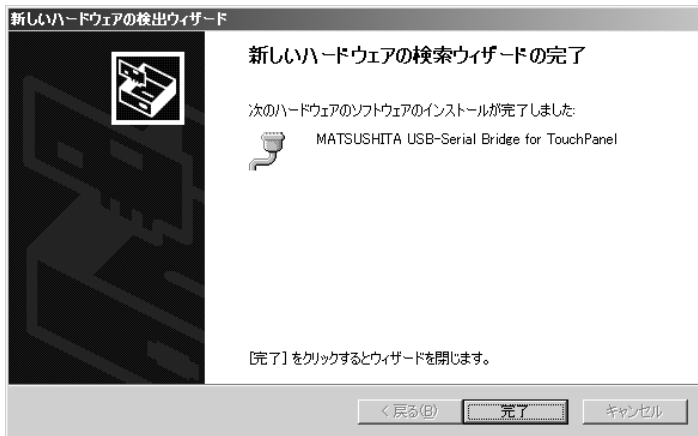 新しいハードウェアの検出ウィザード
新しいハードウェアの検索ウィザードの完了
次のハードウェアのソフトウェアのインストールが完了しました:
MATSUSHITA USB-Serial Bridge for TouchPanel
[完了] をクリックするとウィザードを閉じます。
< 戻る(B) 完了 キャンセル